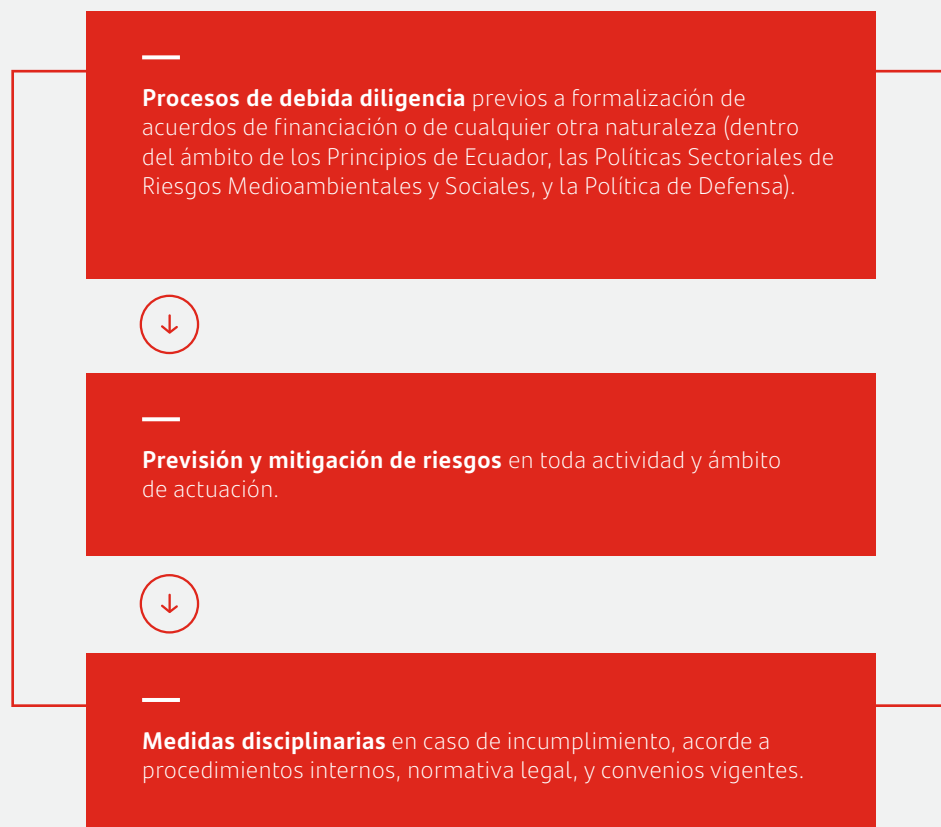 Procesos de debida diligencia previos a formalización de
acuerdos de financiación o de cualquier otra naturaleza (dentro
del ámbito de los Principios de Ecuador, las Políticas Sectoriales de
Riesgos Medioambientales y Sociales, y la Política de Defensa).
Previsión y mitigación de riesgos en toda actividad y ámbito
de actuación.
Medidas disciplinarias en caso de incumplimiento, acorde a
procedimientos internos, normativa legal, y convenios vigentes.